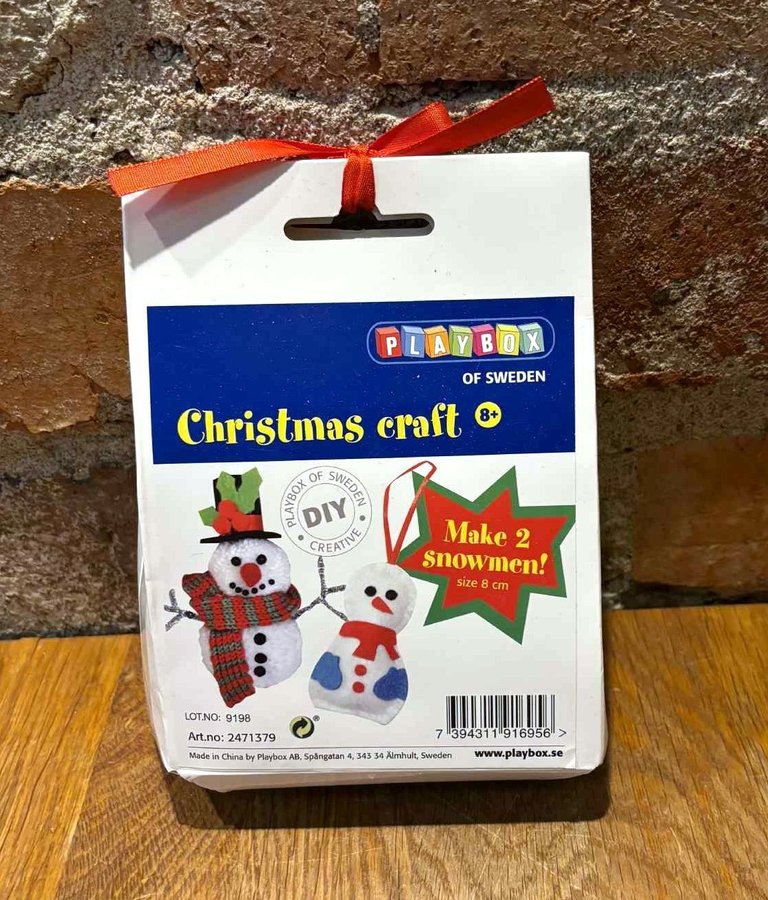 PLAYBOX
OF SWEDEN
Christmas craft 8+
PLAYBOX OF SWEDEN
DIY
• CREATIVE •
Make 2
snowmen!
size 8 cm
LOT.NO: 9198
®
Art.no: 2471379
7 394311 916956 >
Made in China by Playbox AB, Spångatan 4, 343 34 Älmhult, Sweden
www.playbox.se